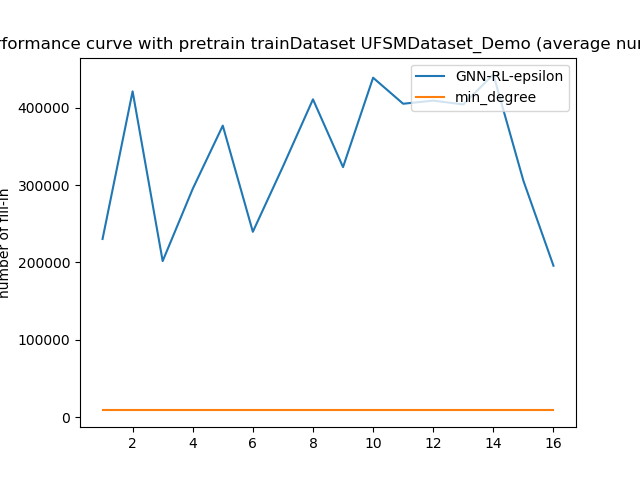 rformance curve with pretrain trainDataset UFSMDataset_Demo (average num
GNN-RL-epsilon
min_degree
number of fill-in
400000
300000
200000
100000
0
2 4 6 8 10 12 14 16